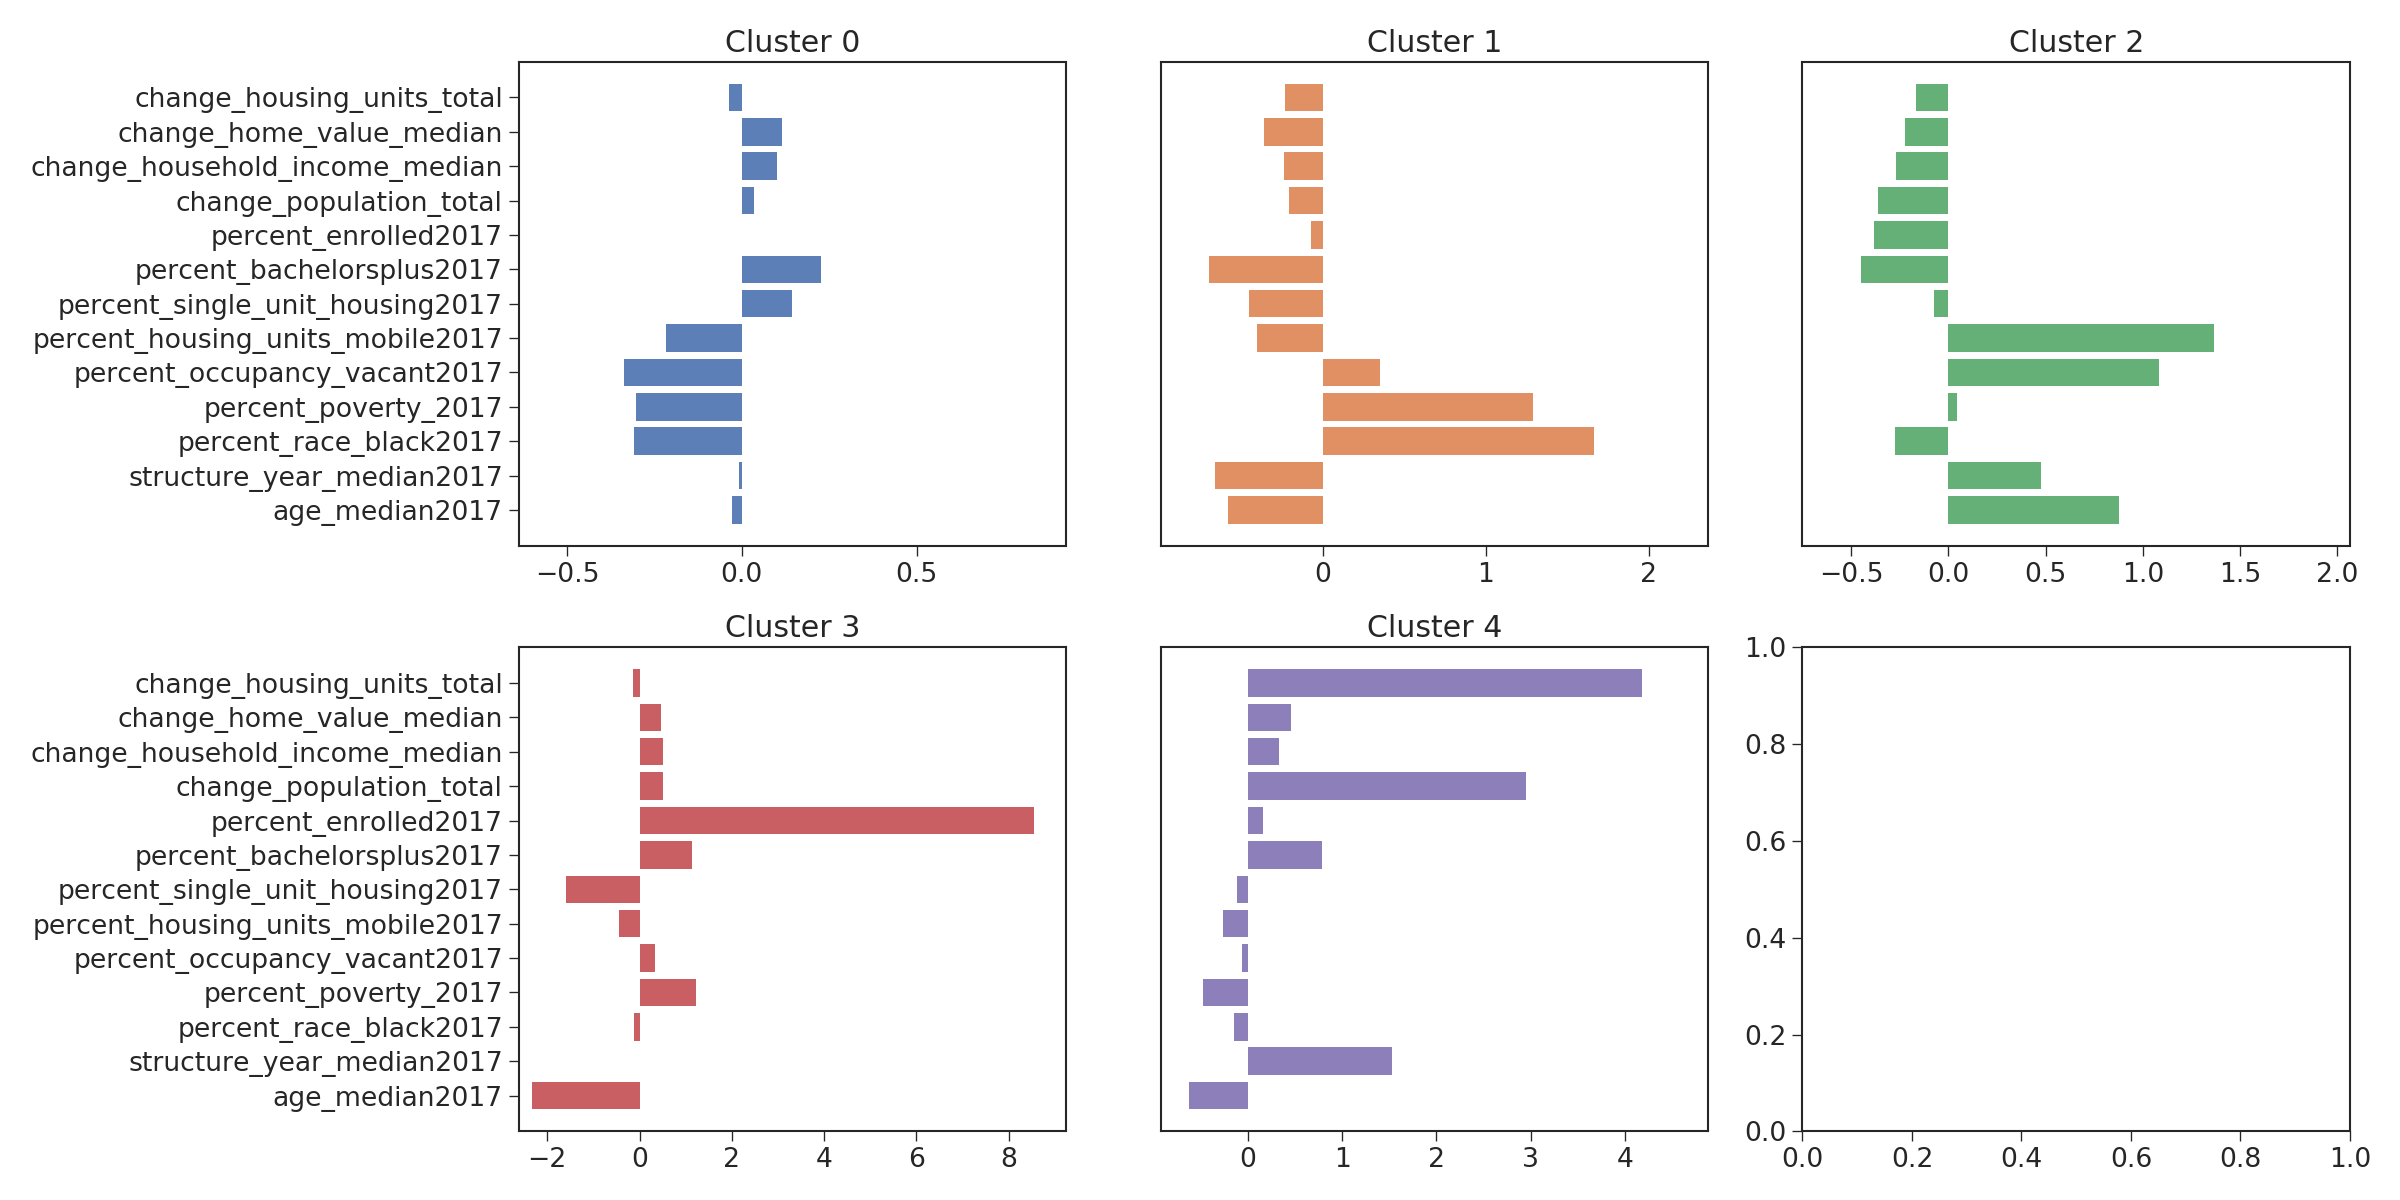 Cluster 0
change_housing_units_total
change_home_value_median
change_household_income_median
change_population_total
percent_enrolled2017
percent_bachelorsplus2017
percent_single_unit_housing2017
percent_housing_units_mobile2017
percent_occupancy_vacant2017
percent_poverty_2017
percent_race_black2017
structure_year_median2017
age_median2017
−0.5 0.0 0.5
Cluster 1
0 1 2
Cluster 2
−0.5 0.0 0.5 1.0 1.5 2.0
Cluster 3
change_housing_units_total
change_home_value_median
change_household_income_median
change_population_total
percent_enrolled2017
percent_bachelorsplus2017
percent_single_unit_housing2017
percent_housing_units_mobile2017
percent_occupancy_vacant2017
percent_poverty_2017
percent_race_black2017
structure_year_median2017
age_median2017
−2 0 2 4 6 8
Cluster 4
0 1 2 3 4
1.0
0.8
0.6
0.4
0.2
0.0
0.0 0.2 0.4 0.6 0.8 1.0